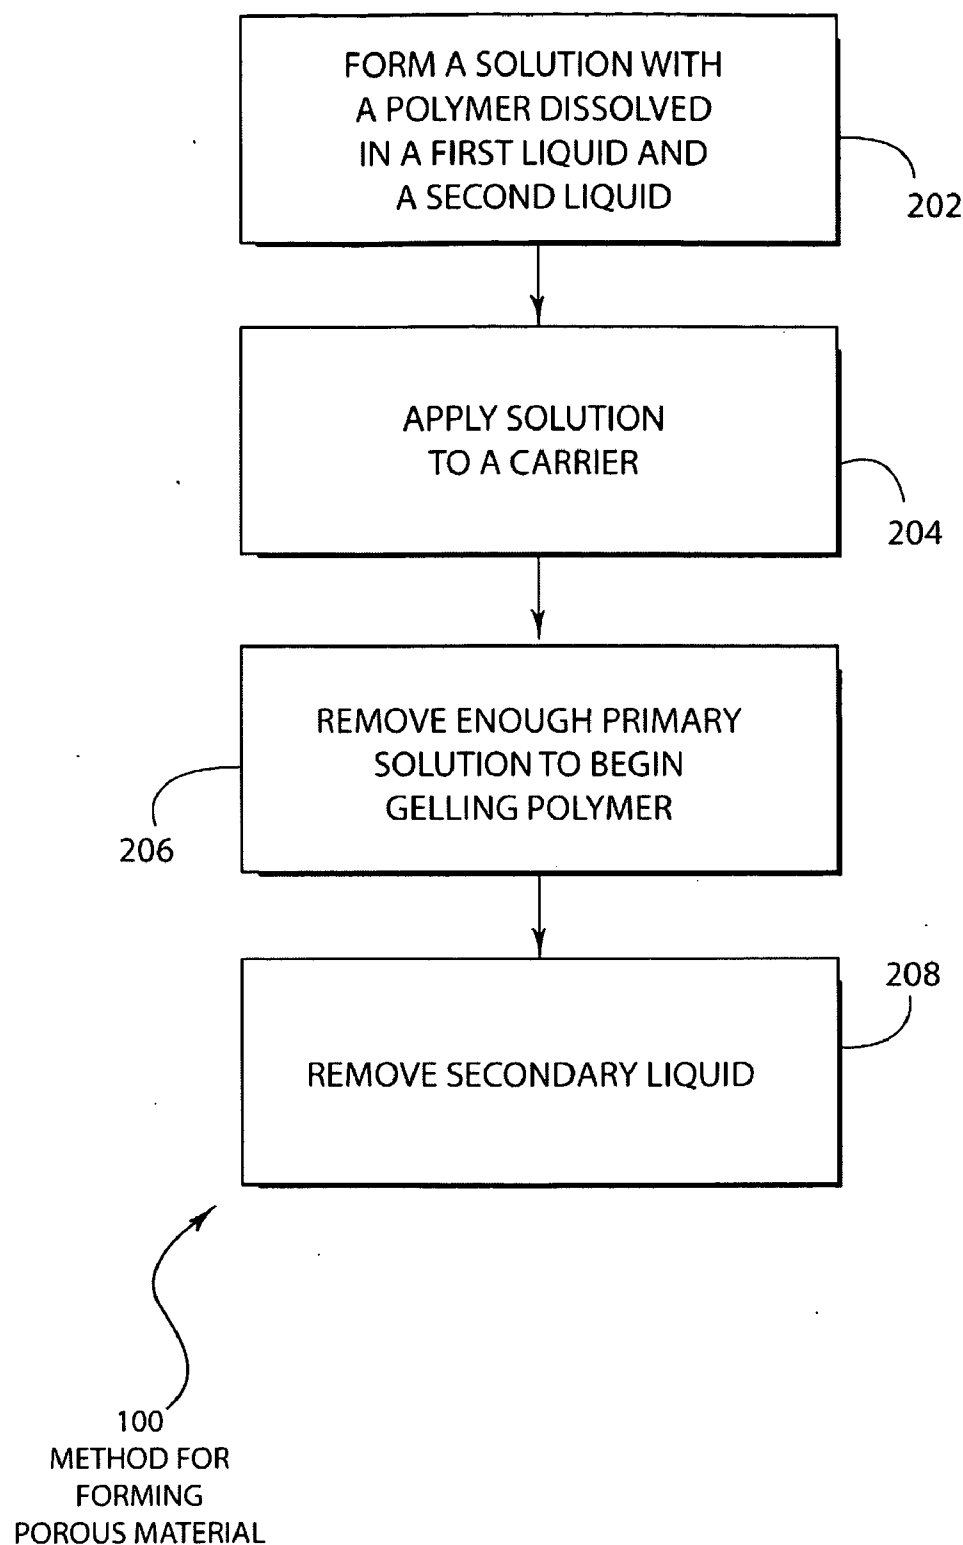 FORM A SOLUTION WITH
A POLYMER DISSOLVED
IN A FIRST LIQUID AND
A SECOND LIQUID
202
APPLY SOLUTION
TO A CARRIER
204
REMOVE ENOUGH PRIMARY
SOLUTION TO BEGIN
GELLING POLYMER
206
208
REMOVE SECONDARY LIQUID
100
METHOD FOR
FORMING
POROUS MATERIAL